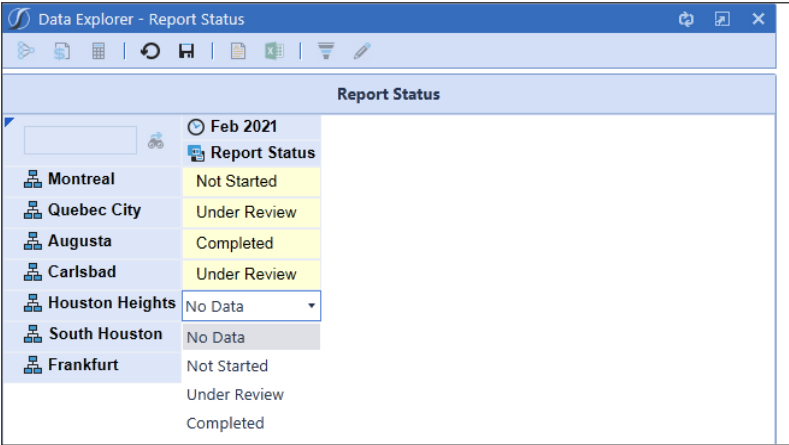 Data Explorer - Report Status
Report Status
Feb 2021
Report Status
Montreal Not Started
Quebec City Under Review
Augusta Completed
Carlsbad Under Review
Houston Heights No Data
South Houston No Data
Frankfurt Not Started
Under Review
Completed